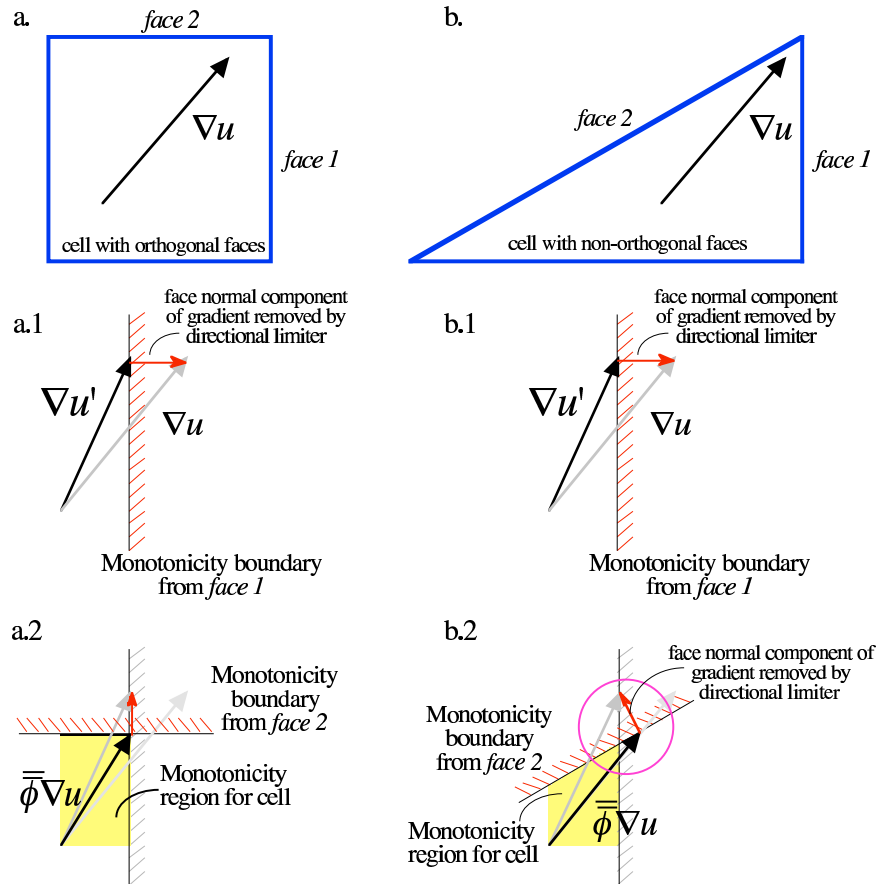 a.
face 2
∇u
face 1
cell with orthogonal faces
b.
face 2
∇u
face 1
cell with non-orthogonal faces
a.1
face normal component
of gradient removed by
directional limiter
∇u'
∇u
Monotonicity boundary
from face 1
b.1
face normal component
of gradient removed by
directional limiter
∇u'
∇u
Monotonicity boundary
from face 1
a.2
Monotonicity
boundary
from face 2
Monotonicity
region for cell
ϕ̿∇u
b.2
face normal component of
gradient removed by
directional limiter
Monotonicity
boundary
from face 2
ϕ̿∇u
Monotonicity
region for cell